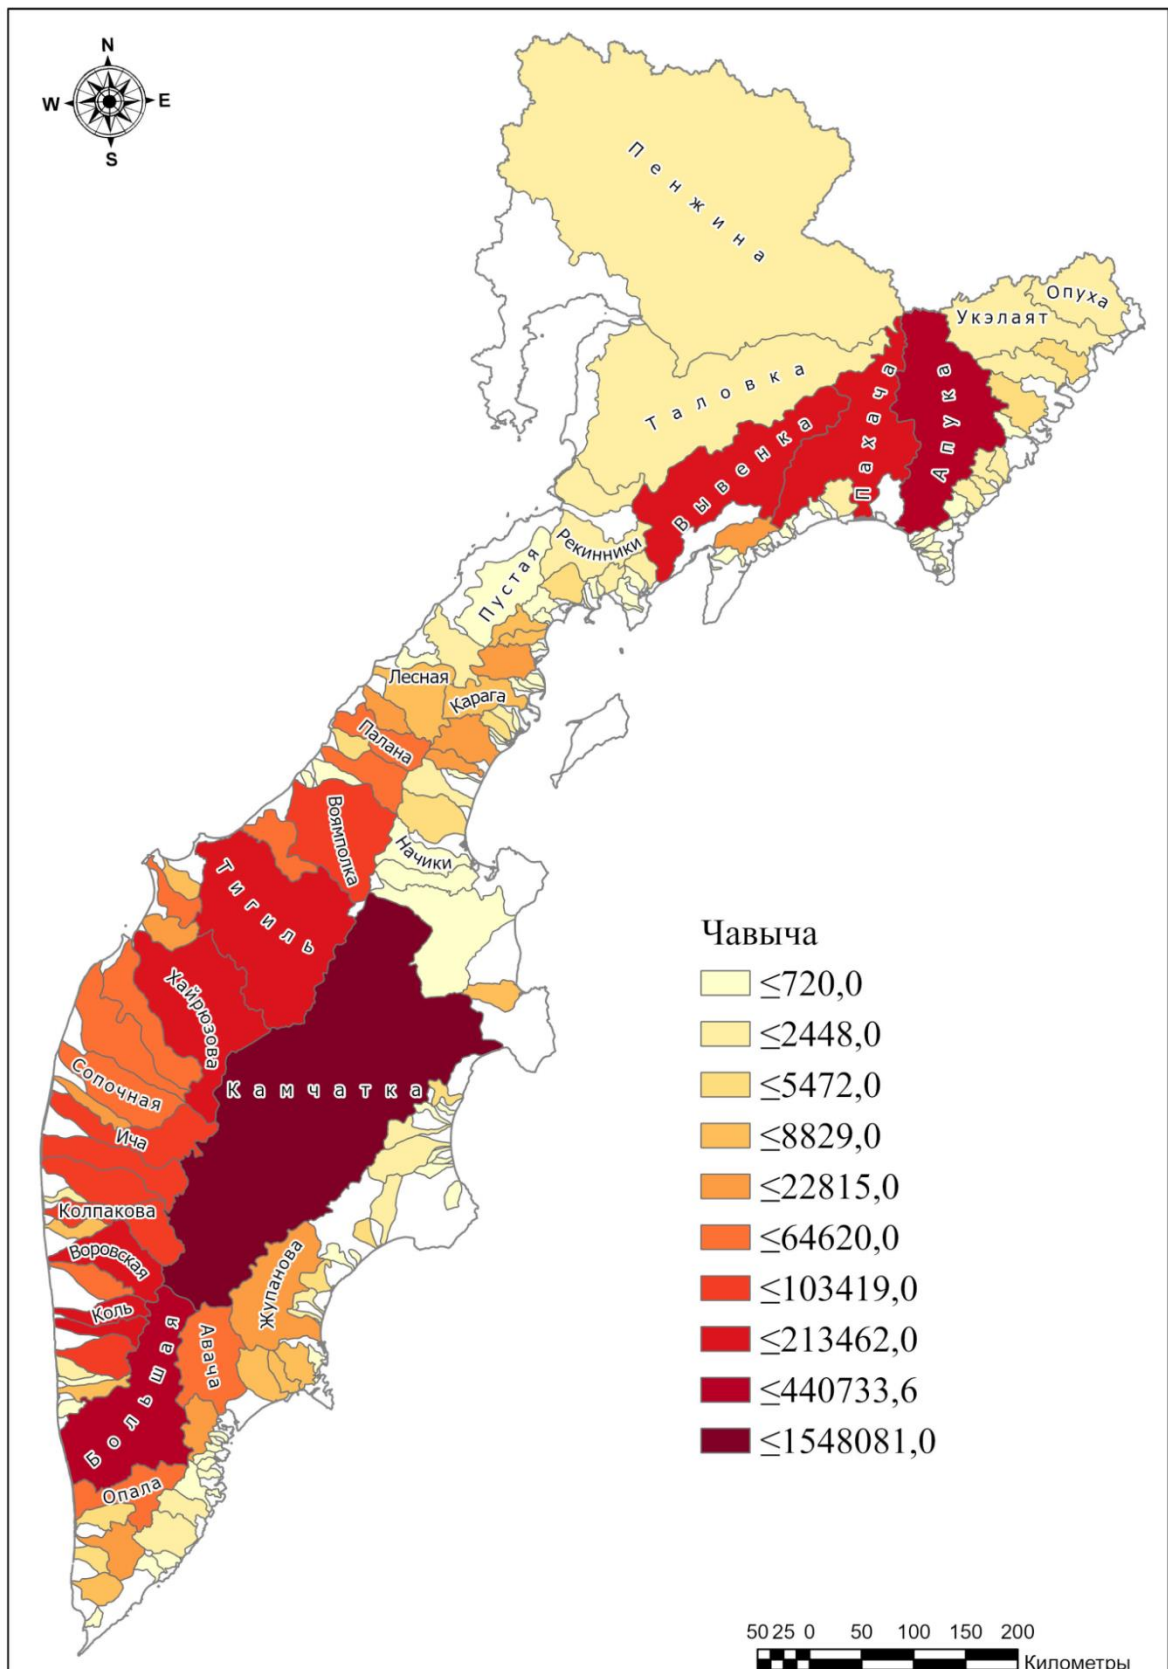 N
W E
S
Пенжина
Опуха
Укэлаят
Таловка
Апука
Пахача
Вывенка
Рекинники
Пустая
Лесная
Карага
Палана
Воямполка
Начики
Тигиль
Хайрюзова
Камчатка
Сопочная
Ича
Колпакова
Воровская
Коль
Жупанова
Авача
Большая
Опала
Чавыча
≤720,0
≤2448,0
≤5472,0
≤8829,0
≤22815,0
≤64620,0
≤103419,0
≤213462,0
≤440733,6
≤1548081,0
50 25 0 50 100 150 200
Километры